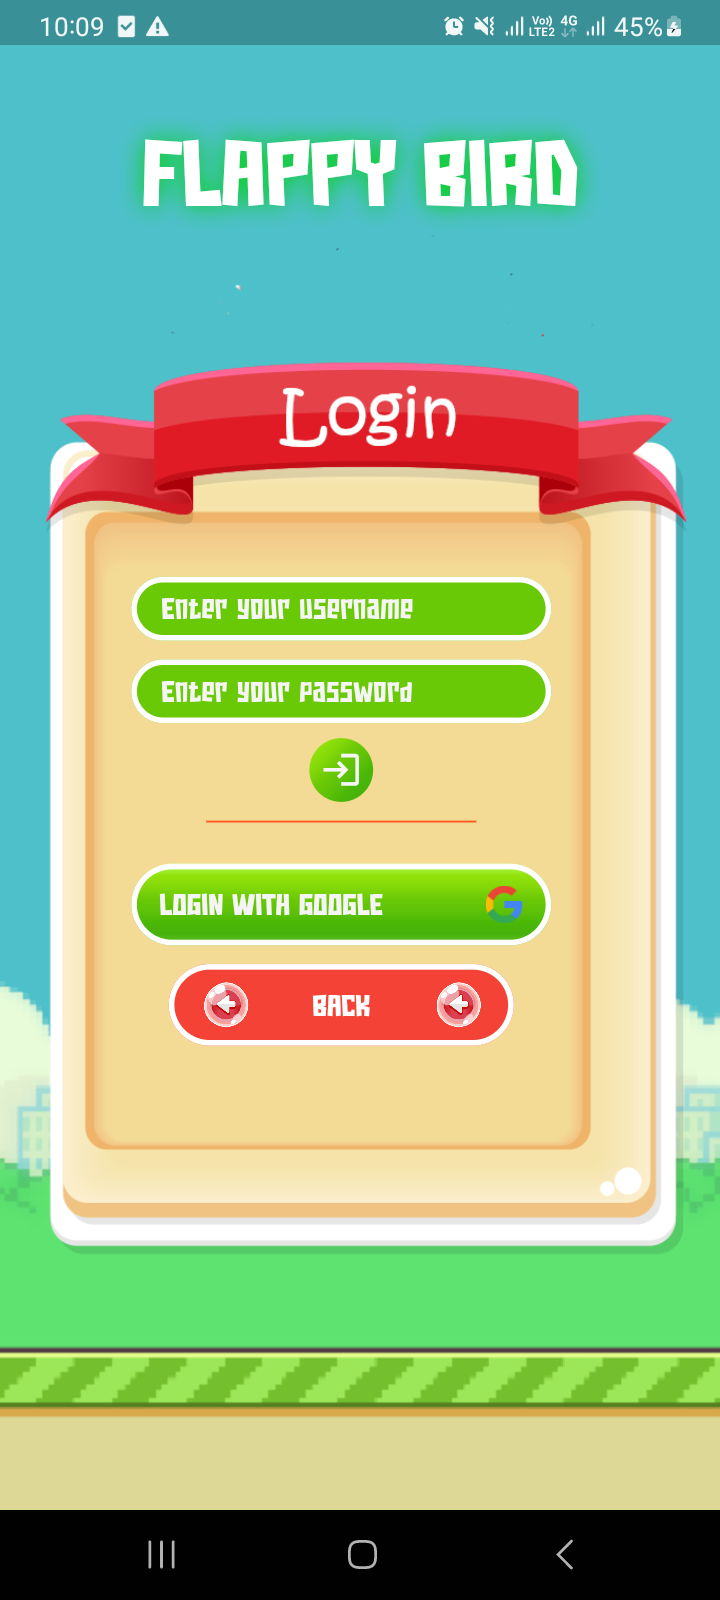 10:09
Vo)) LTE2 4G 45%
FLAPPY BIRD
Login
Enter your username
Enter your password
LOGIN WITH GOOGLE
BACK